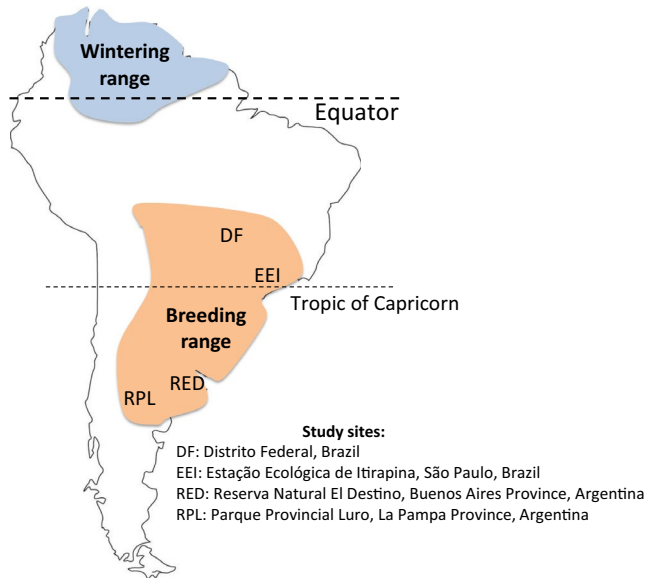 Wintering
range
Equator
DF
EEI
Tropic of Capricorn
Breeding
range
RED
RPL
Study sites:
DF: Distrito Federal, Brazil
EEI: Estação Ecológica de Itirapina, São Paulo, Brazil
RED: Reserva Natural El Destino, Buenos Aires Province, Argentina
RPL: Parque Provincial Luro, La Pampa Province, Argentina